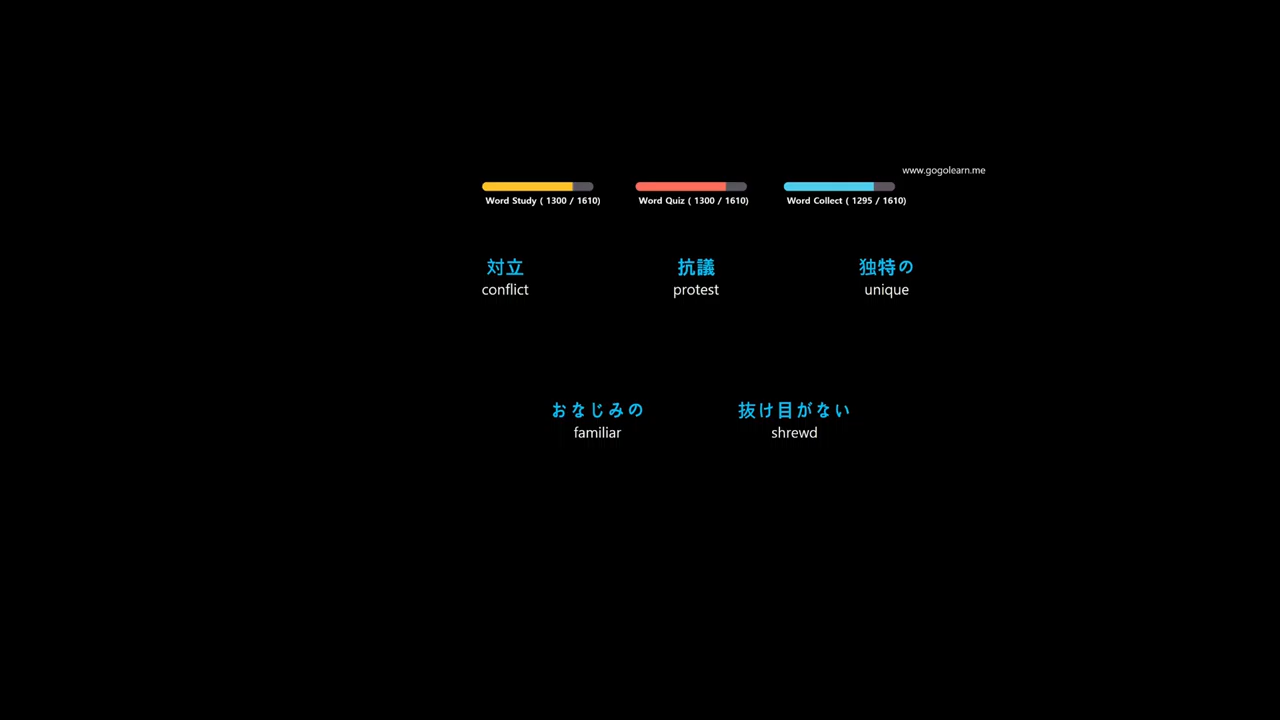 www.gogolearn.me
Word Study ( 1300 / 1610)
Word Quiz ( 1300 / 1610)
Word Collect ( 1295 / 1610)
対立
conflict
抗議
protest
独特の
unique
おなじみの
familiar
抜け目がない
shrewd